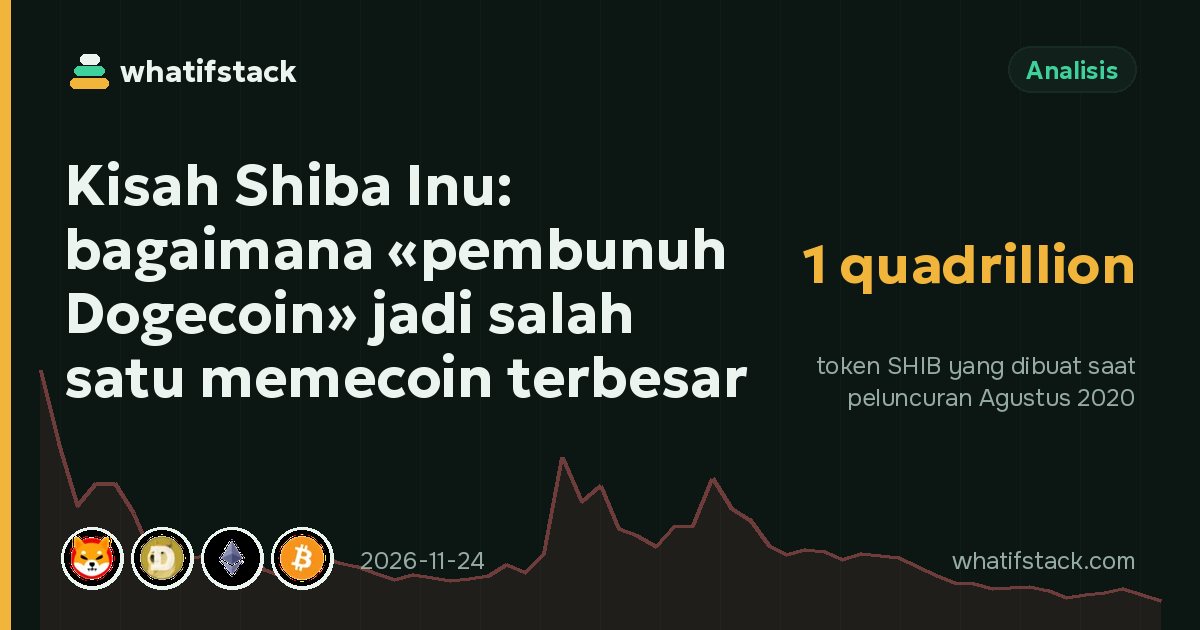 whatifstack
Analisis
Kisah Shiba Inu:
bagaimana «pembunuh
Dogecoin» jadi salah
satu memecoin terbesar
1 quadrillion
token SHIB yang dibuat saat
peluncuran Agustus 2020
2026-11-24
whatifstack.com